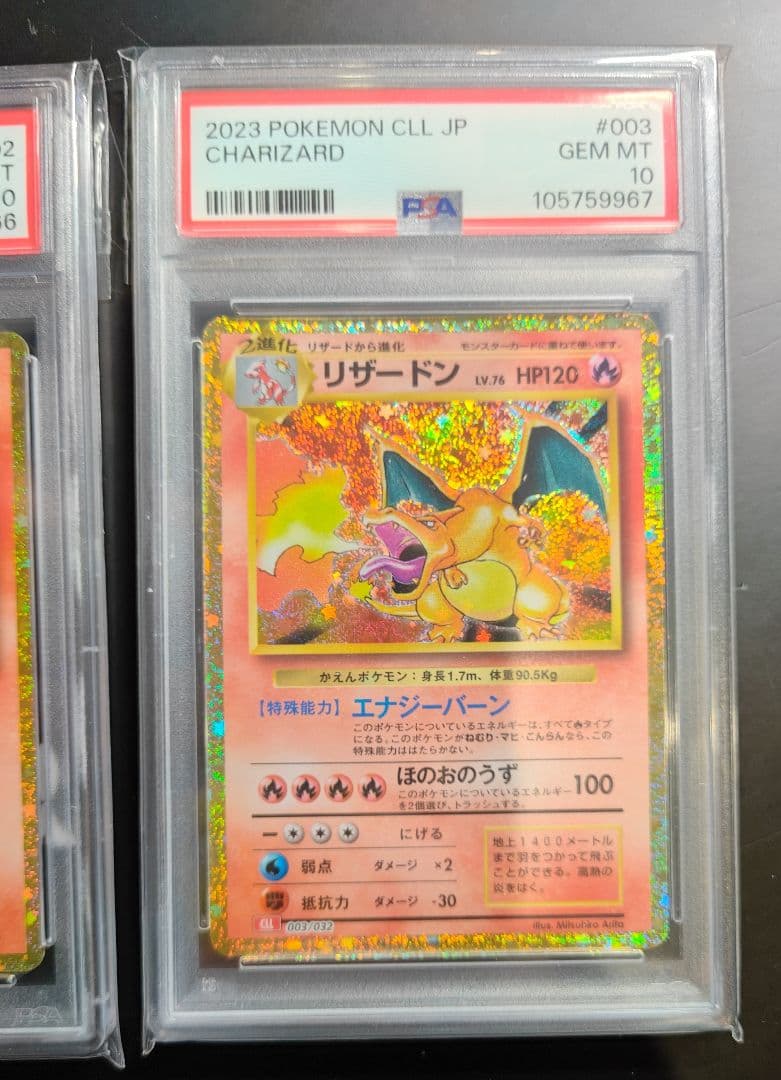 2
T
0
66
2023 POKEMON CLL JP #003
CHARIZARD GEM MT
10
PSA 105759967
2進化 リザードから進化 モンスターカードに重ねて使います。
リザードン LV.76 HP120
かえんポケモン：身長1.7m、体重90.5Kg
【特殊能力】エナジーバーン
このポケモンについているエネルギーは、すべて タイプ
になる。このポケモンがねむり・マヒ・こんらんなら、この
特殊能力ははたらかない。
ほのおのうず 100
このポケモンについているエネルギー
を2個選び、トラッシュする。
にげる
弱点 ダメージ ×2
抵抗力 ダメージ -30
地上1400メートル
まで羽をつかって飛ぶ
ことができる。高熱の
炎をはく。
CLL 003/032
illus. Mitsuhiro Arita
PSA